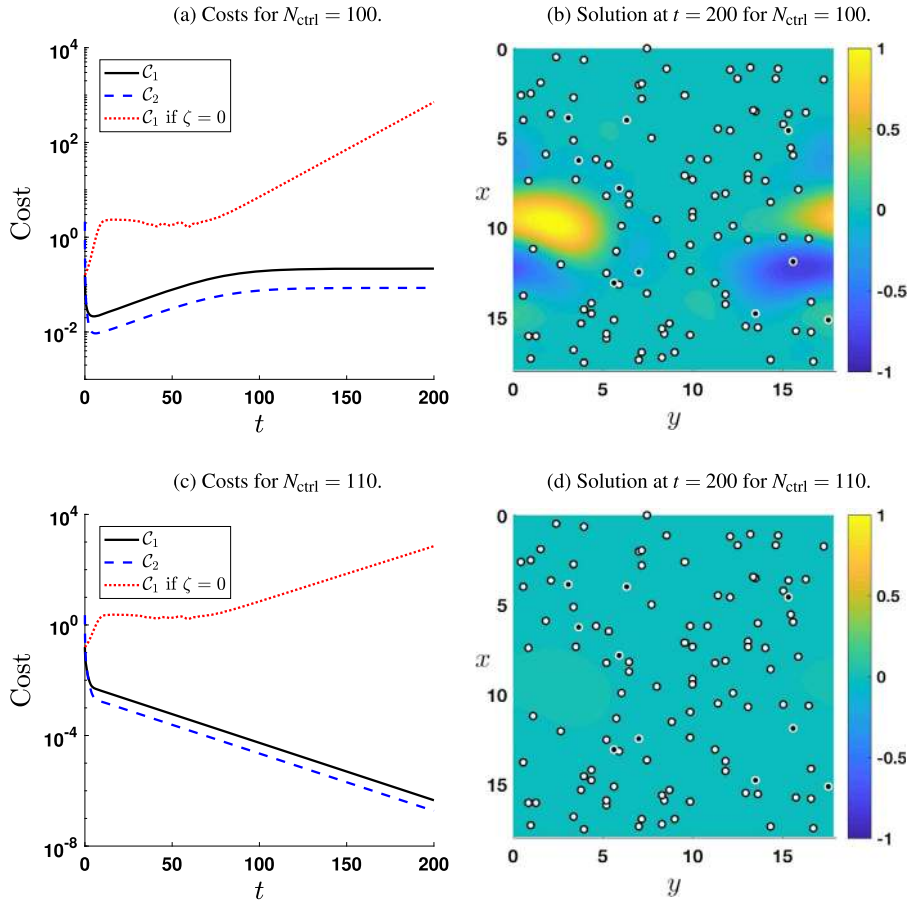 (a) Costs for N_ctrl = 100.
10^4
10^2
10^0
10^-2
Cost
C_1
C_2
C_1 if ζ = 0
0 50 100 150 200
t
(b) Solution at t = 200 for N_ctrl = 100.
0
5
10
15
x
0 5 10 15
y
1
0.5
0
-0.5
-1
(c) Costs for N_ctrl = 110.
10^4
10^0
10^-4
10^-8
Cost
C_1
C_2
C_1 if ζ = 0
0 50 100 150 200
t
(d) Solution at t = 200 for N_ctrl = 110.
0
5
10
15
x
0 5 10 15
y
1
0.5
0
-0.5
-1